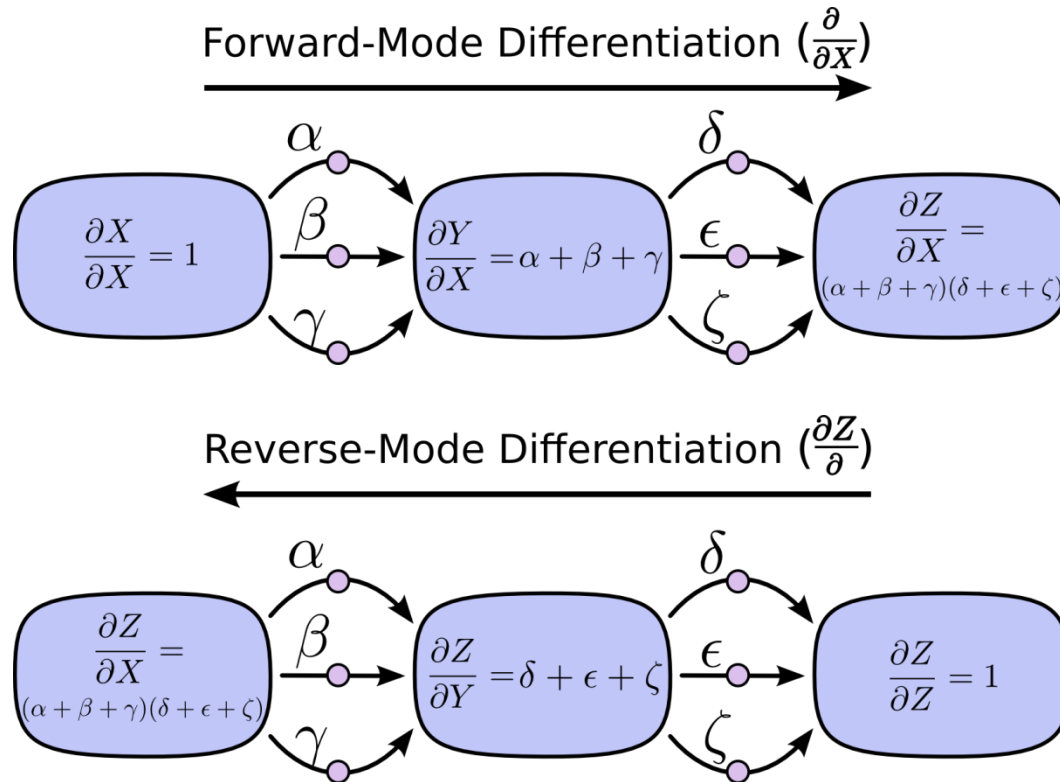 Forward-Mode Differentiation (∂/∂X)
α
δ
β
ϵ
γ
ζ
∂X/∂X = 1
∂Y/∂X = α + β + γ
∂Z/∂X =
(α + β + γ)(δ + ϵ + ζ)
Reverse-Mode Differentiation (∂Z/∂)
α
δ
β
ϵ
γ
ζ
∂Z/∂X =
(α + β + γ)(δ + ϵ + ζ)
∂Z/∂Y = δ + ϵ + ζ
∂Z/∂Z = 1